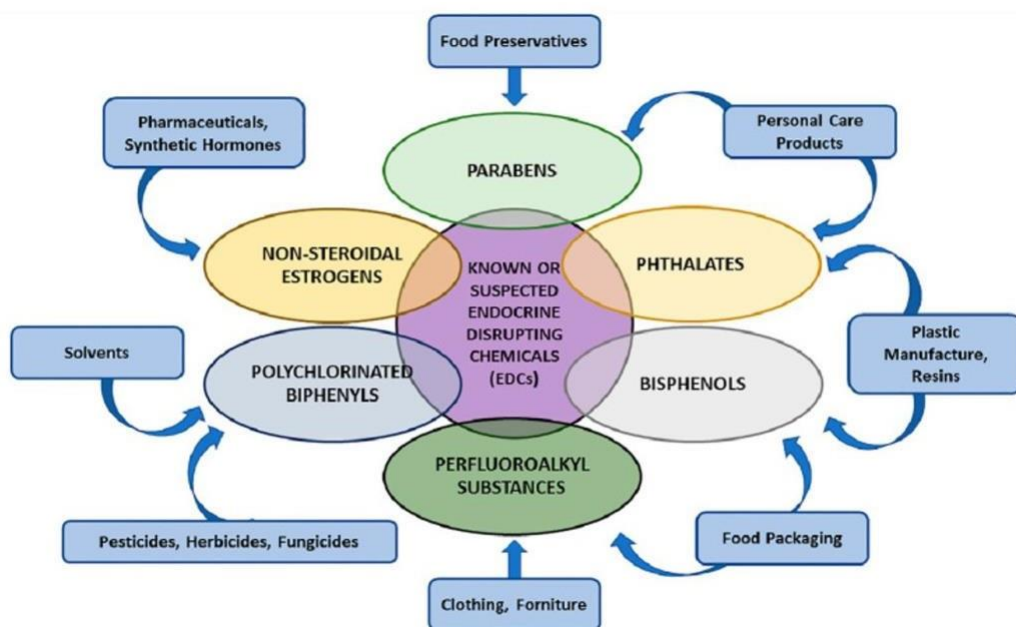 Food Preservatives
Pharmaceuticals,
Synthetic Hormones
Personal Care
Products
PARABENS
NON-STEROIDAL
ESTROGENS
PHTHALATES
KNOWN OR
SUSPECTED
ENDOCRINE
DISRUPTING
CHEMICALS
(EDCs)
Solvents
Plastic
Manufacture,
Resins
POLYCHLORINATED
BIPHENYLS
BISPHENOLS
PERFLUOROALKYL
SUBSTANCES
Pesticides, Herbicides, Fungicides
Food Packaging
Clothing, Forniture